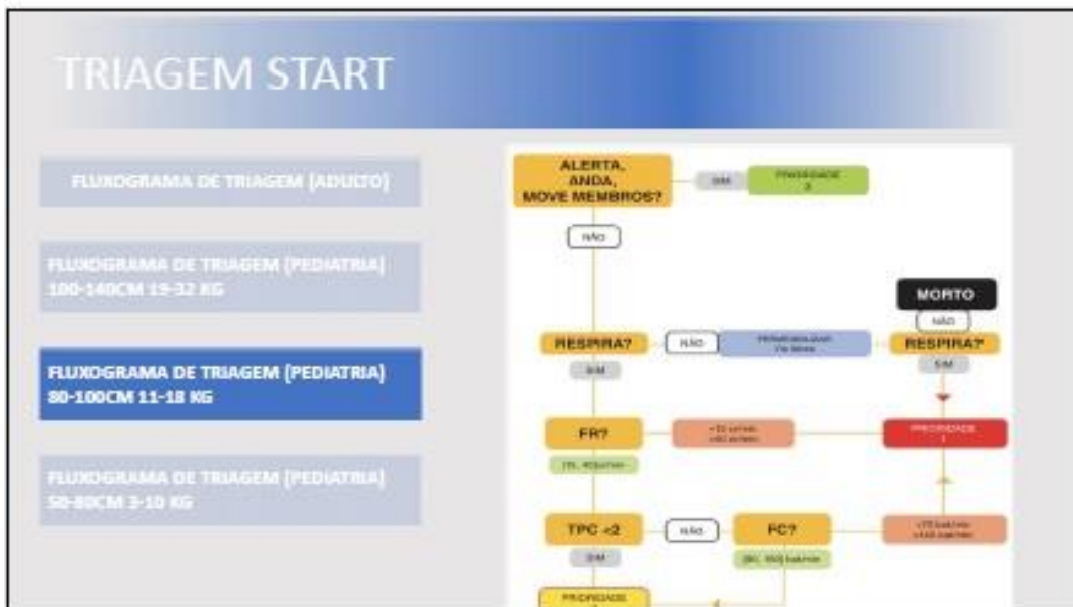 TRIAGEM START
FLUXOGRAMA DE TRIAGEM (ADULTO)
FLUXOGRAMA DE TRIAGEM (PEDIATRIA)
100-140CM 19-32 KG
FLUXOGRAMA DE TRIAGEM (PEDIATRIA)
80-100CM 11-18 KG
FLUXOGRAMA DE TRIAGEM (PEDIATRIA)
50-80CM 3-10 KG
ALERTA,
ANDA,
MOVE MEMBROS?
SIM
PRIORIDADE
NÃO
MORTO
NÃO
RESPIRA?
NÃO
PERMEABILIZAR
RESPIRA?
SIM
SIM
FR?
PRIORIDADE
1
TPC <2
NÃO
FC?
SIM
PRIORIDADE